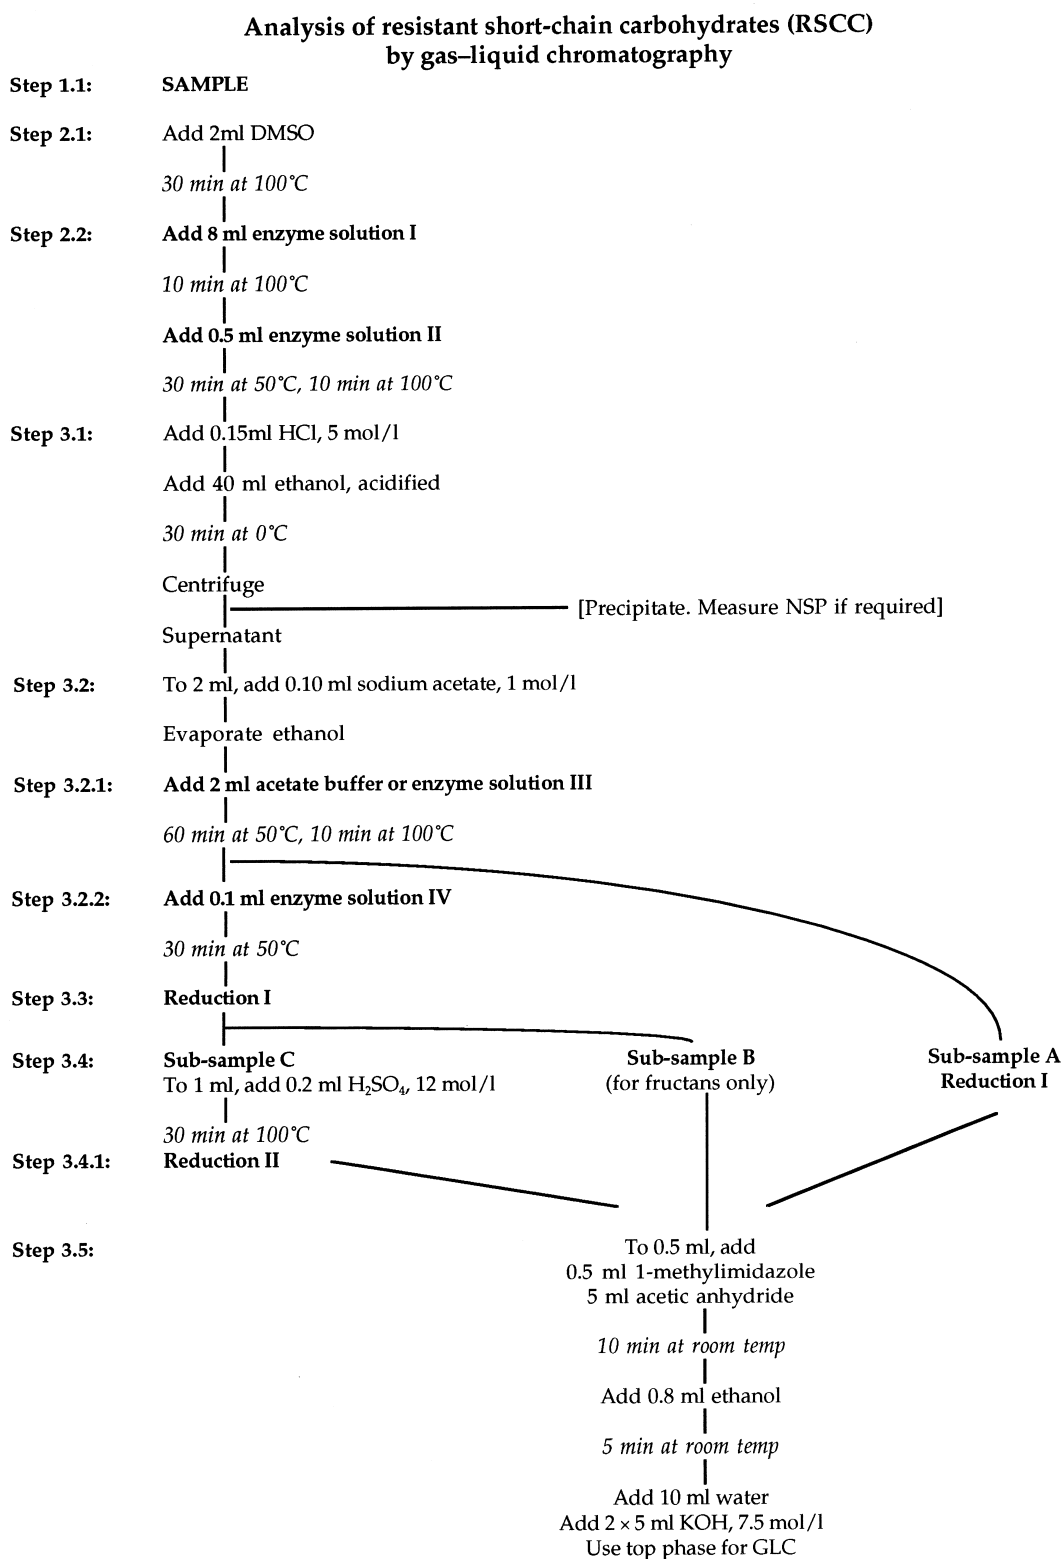 Analysis of resistant short-chain carbohydrates (RSCC)
by gas–liquid chromatography
Step 1.1: SAMPLE
Step 2.1: Add 2ml DMSO
30 min at 100°C
Step 2.2: Add 8 ml enzyme solution I
10 min at 100°C
Add 0.5 ml enzyme solution II
30 min at 50°C, 10 min at 100°C
Step 3.1: Add 0.15ml HCl, 5 mol/l
Add 40 ml ethanol, acidified
30 min at 0°C
Centrifuge
[Precipitate. Measure NSP if required]
Supernatant
Step 3.2: To 2 ml, add 0.10 ml sodium acetate, 1 mol/l
Evaporate ethanol
Step 3.2.1: Add 2 ml acetate buffer or enzyme solution III
60 min at 50°C, 10 min at 100°C
Step 3.2.2: Add 0.1 ml enzyme solution IV
30 min at 50°C
Step 3.3: Reduction I
Step 3.4: Sub-sample C Sub-sample B Sub-sample A
To 1 ml, add 0.2 ml H₂SO₄, 12 mol/l (for fructans only) Reduction I
30 min at 100°C
Step 3.4.1: Reduction II
Step 3.5: To 0.5 ml, add
0.5 ml 1-methylimidazole
5 ml acetic anhydride
10 min at room temp
Add 0.8 ml ethanol
5 min at room temp
Add 10 ml water
Add 2 × 5 ml KOH, 7.5 mol/l
Use top phase for GLC